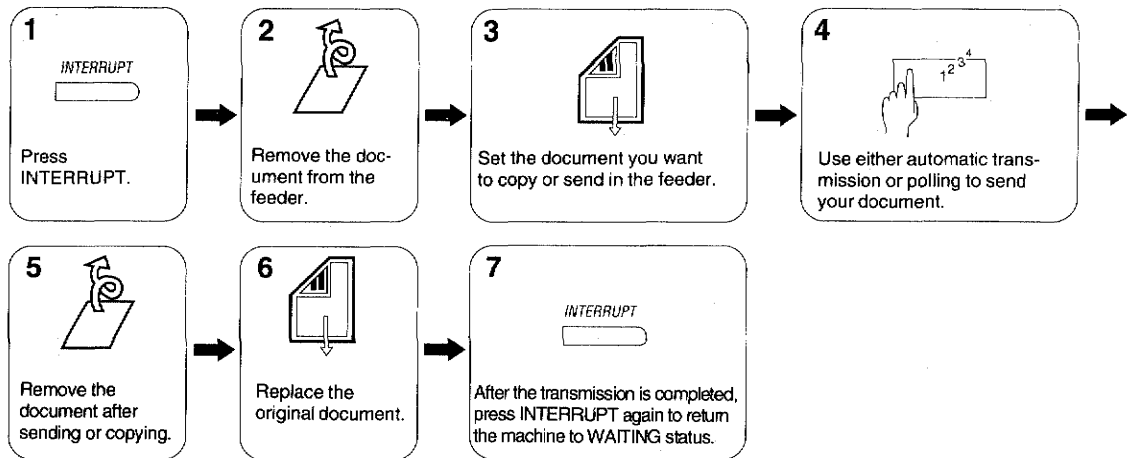 1
INTERRUPT
Press
INTERRUPT.
2
Remove the doc-
ument from the
feeder.
3
Set the document you want
to copy or send in the feeder.
4
1 2 3 4
Use either automatic trans-
mission or polling to send
your document.
5
Remove the
document after
sending or copying.
6
Replace the
original document.
7
INTERRUPT
After the transmission is completed,
press INTERRUPT again to return
the machine to WAITING status.